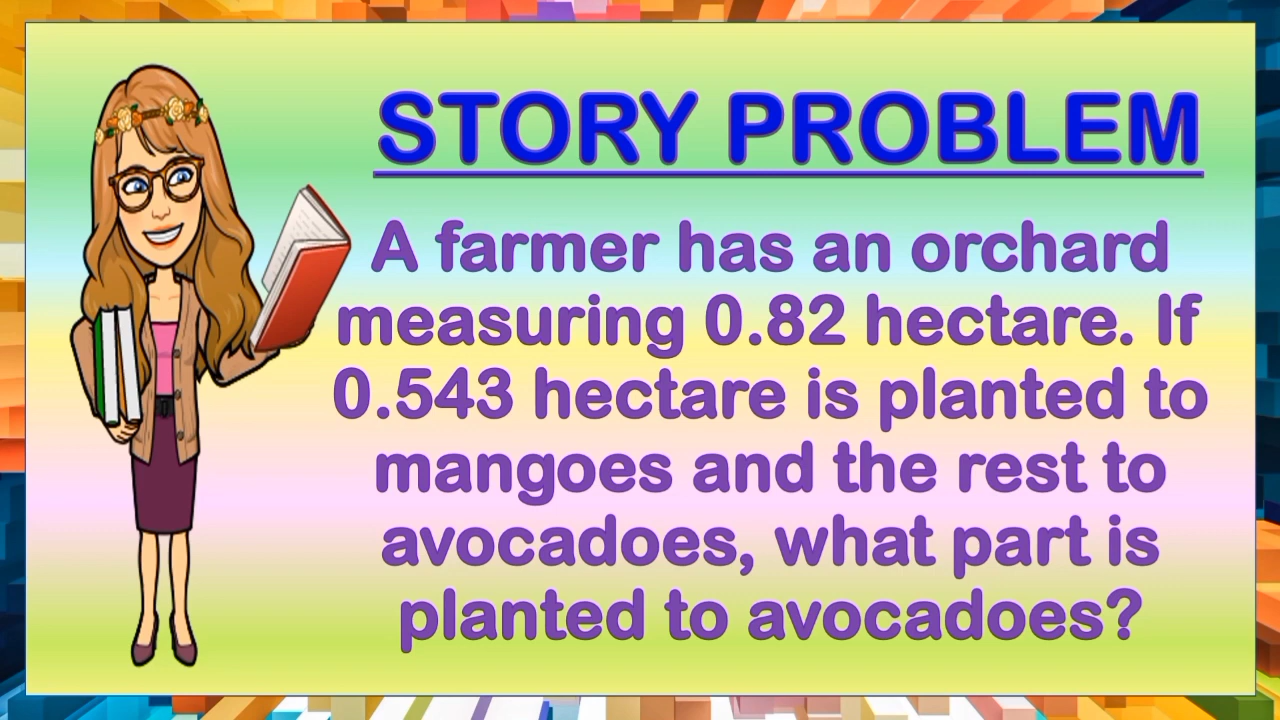 STORY PROBLEM
A farmer has an orchard
measuring 0.82 hectare. If
0.543 hectare is planted to
mangoes and the rest to
avocadoes, what part is
planted to avocadoes?